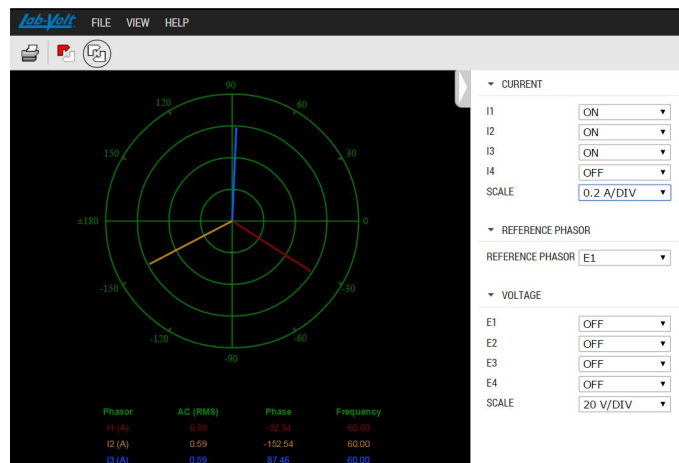 Lab-Volt FILE VIEW HELP
90
120
60
150
30
±180
0
-150
-30
-120
-60
-90
Phasor AC (RMS) Phase Frequency
I1 (A) 0.59 -32.54 60.00
I2 (A) 0.59 -152.54 60.00
I3 (A) 0.59 87.46 60.00
CURRENT
I1 ON
I2 ON
I3 ON
I4 OFF
SCALE 0.2 A/DIV
REFERENCE PHASOR
REFERENCE PHASOR E1
VOLTAGE
E1 OFF
E2 OFF
E3 OFF
E4 OFF
SCALE 20 V/DIV